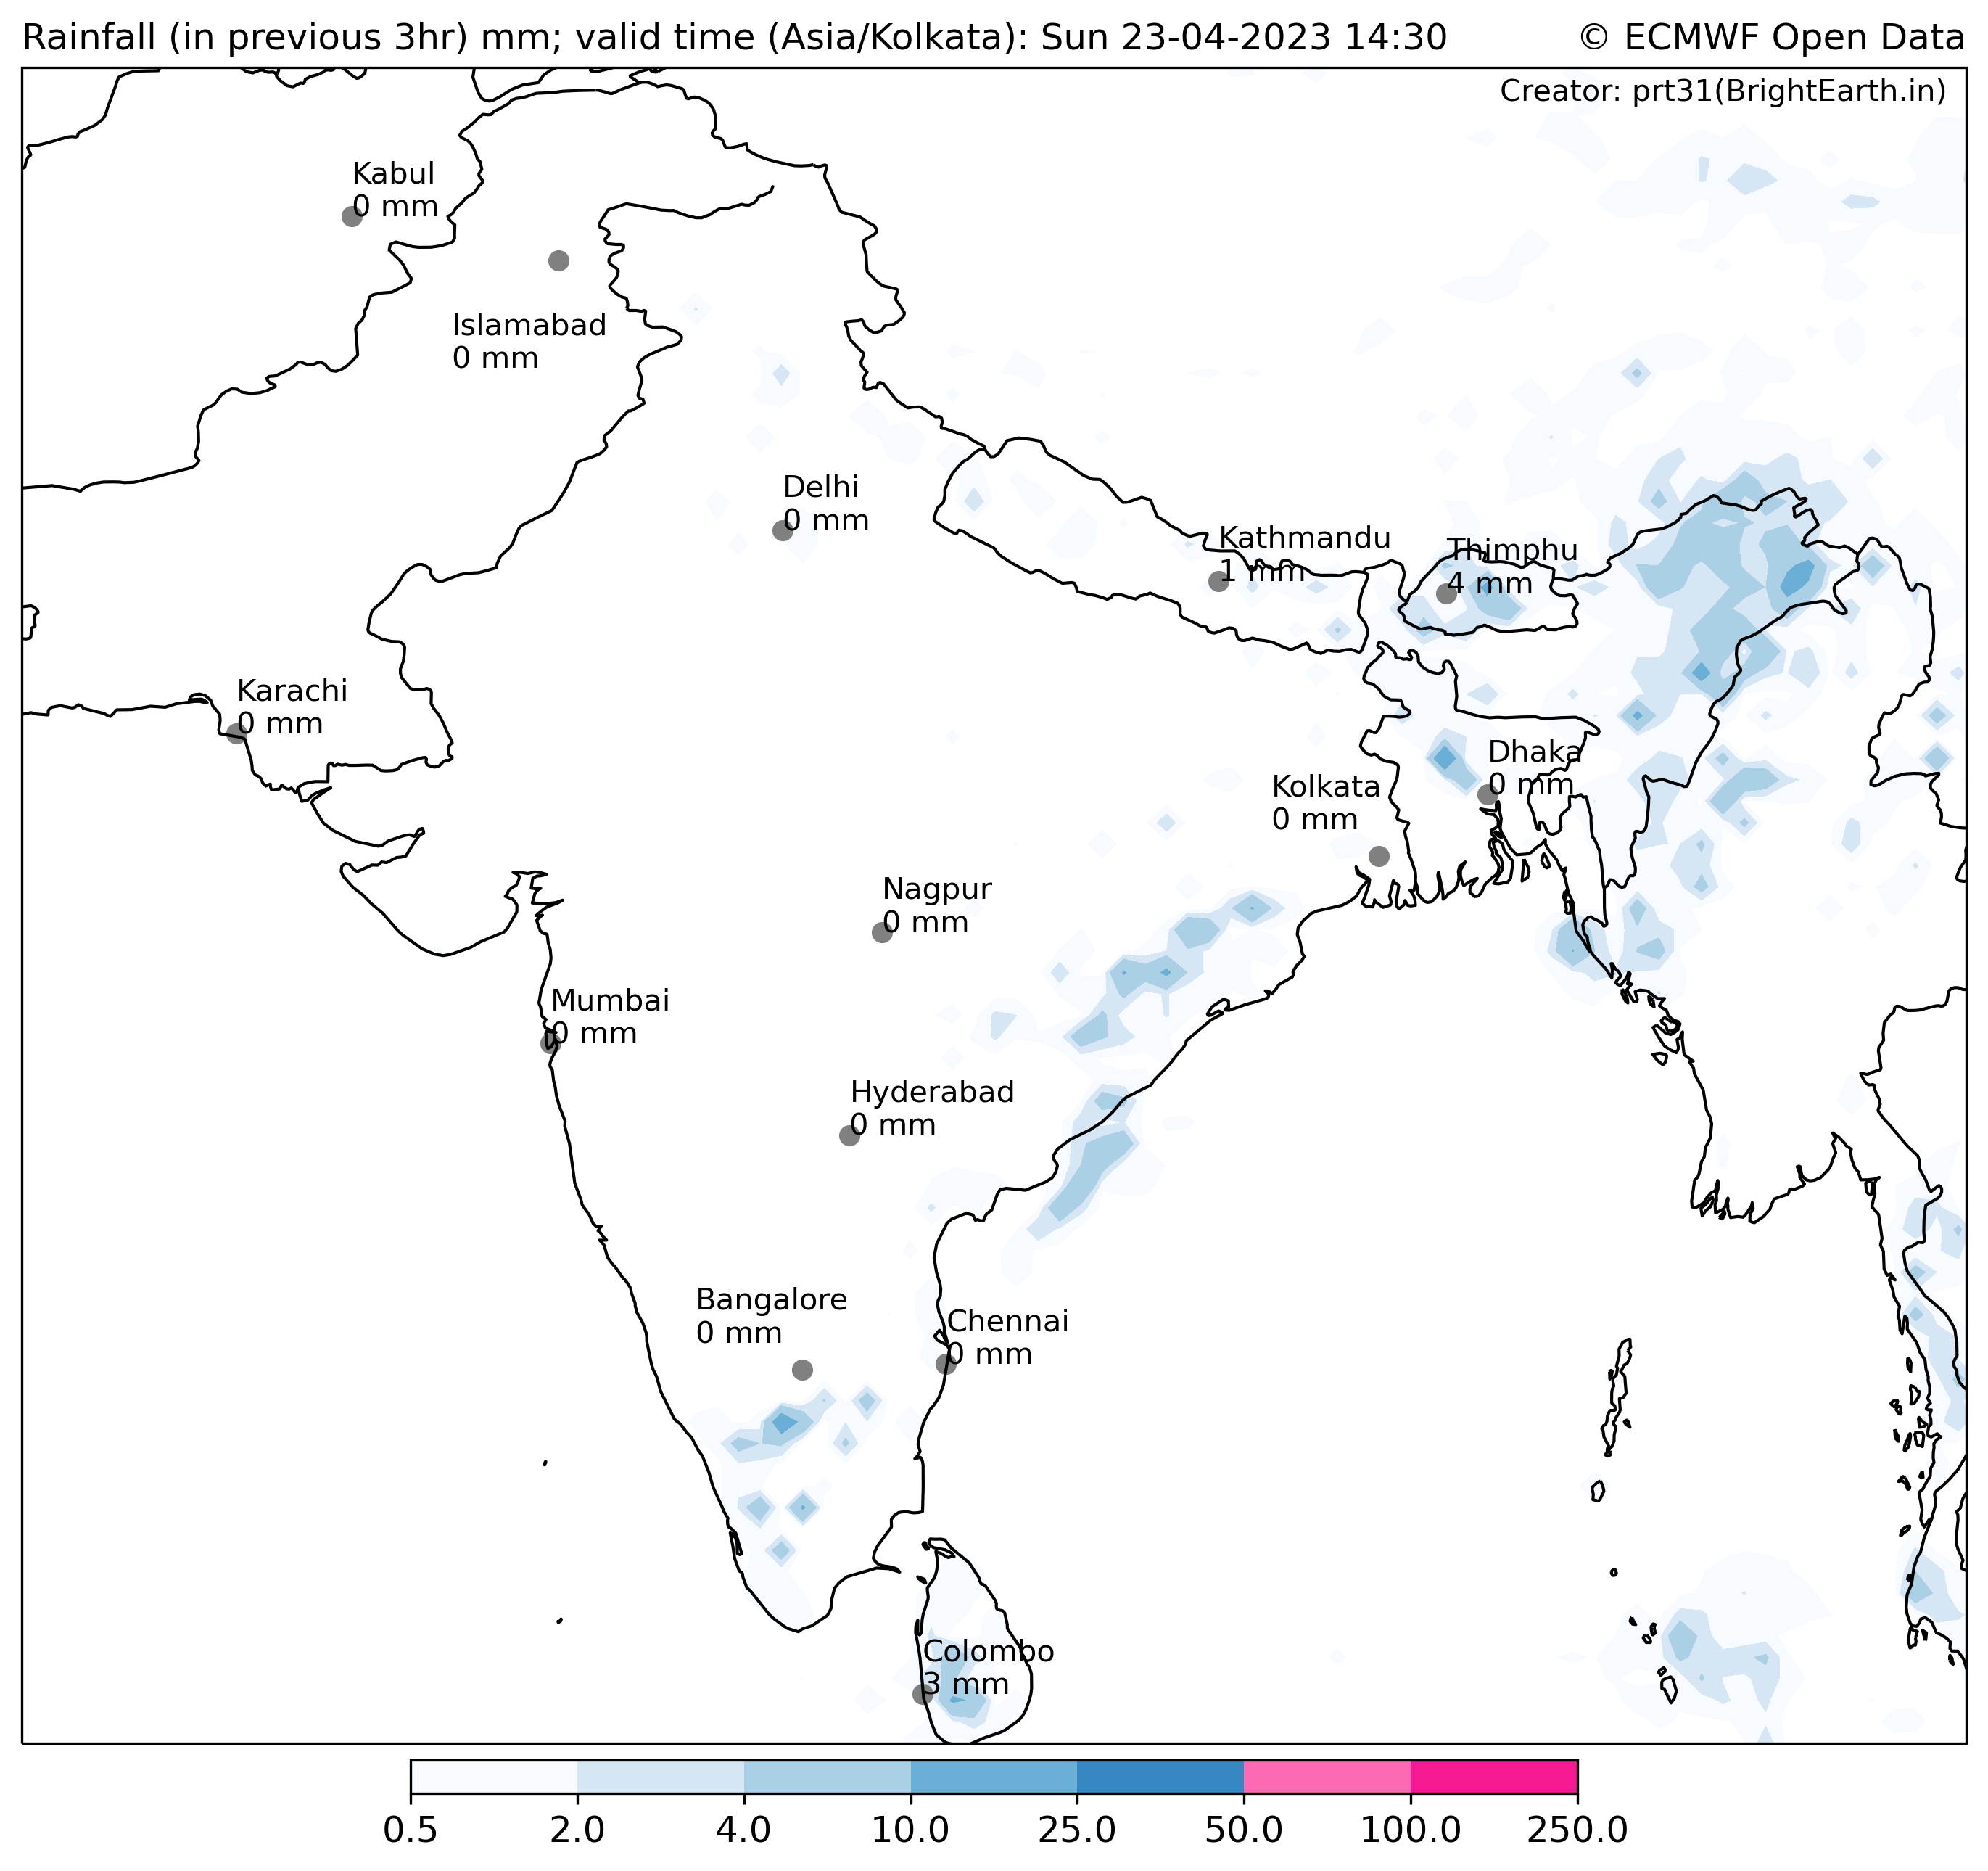 Rainfall (in previous 3hr) mm; valid time (Asia/Kolkata): Sun 23-04-2023 14:30
© ECMWF Open Data
Creator: prt31(BrightEarth.in)
Kabul
0 mm
Islamabad
0 mm
Delhi
0 mm
Kathmandu
1 mm
Thimphu
4 mm
Karachi
0 mm
Dhaka
0 mm
Kolkata
0 mm
Nagpur
0 mm
Mumbai
0 mm
Hyderabad
0 mm
Bangalore
0 mm
Chennai
0 mm
Colombo
3 mm
0.5 2.0 4.0 10.0 25.0 50.0 100.0 250.0